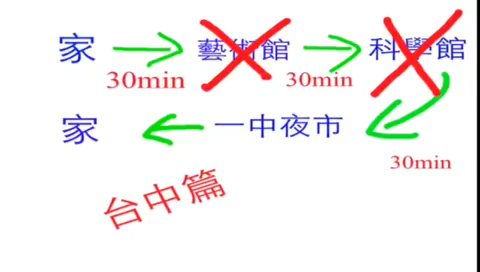 家 藝術館 科學館
30min 30min
家 一中夜市
30min
台中篇